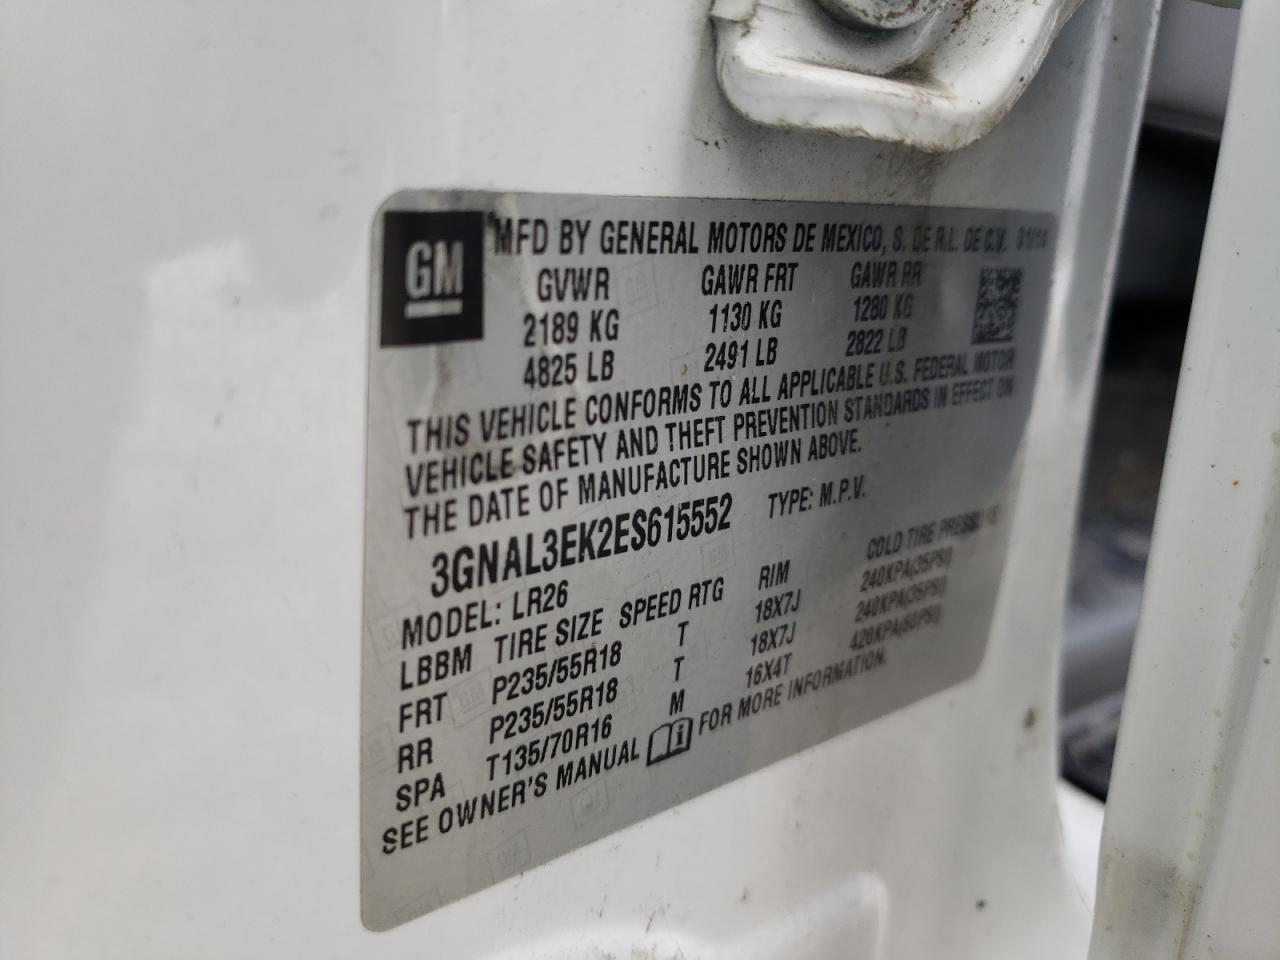 GM
MFD BY GENERAL MOTORS DE MEXICO, S. DE R.L. DE C.V. 01/14
GVWR GAWR FRT GAWR RR
2189 KG 1130 KG 1280 KG
4825 LB 2491 LB 2822 LB
THIS VEHICLE CONFORMS TO ALL APPLICABLE U.S. FEDERAL MOTOR
VEHICLE SAFETY AND THEFT PREVENTION STANDARDS IN EFFECT ON
THE DATE OF MANUFACTURE SHOWN ABOVE.
3GNAL3EK2ES615552 TYPE: M.P.V.
MODEL: LR26
LBBM TIRE SIZE SPEED RTG RIM COLD TIRE PRESSURE
FRT P235/55R18 T 18X7J 240KPA(35PSI)
RR P235/55R18 T 18X7J 240KPA(35PSI)
SPA T135/70R16 M 16X4T 420KPA(60PSI)
SEE OWNER'S MANUAL FOR MORE INFORMATION.